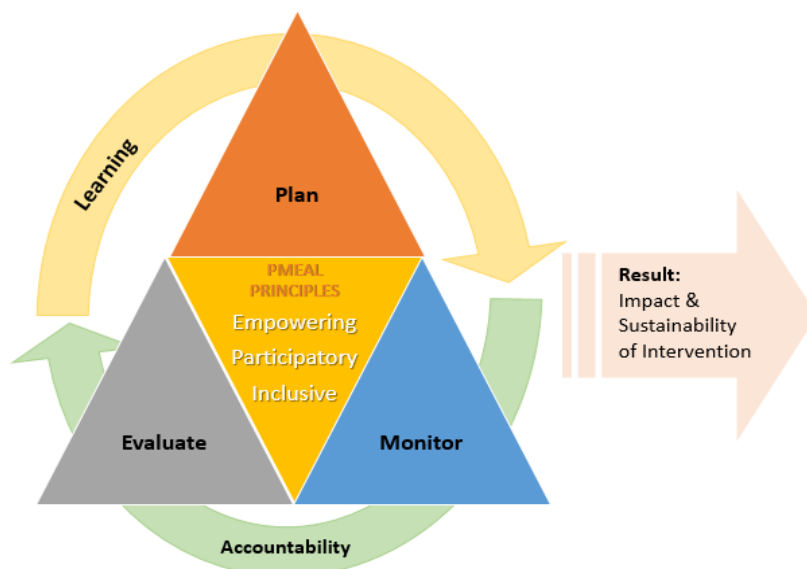 Learning
Plan
PMEAL
PRINCIPLES
Empowering
Participatory
Inclusive
Evaluate
Monitor
Accountability
Result:
Impact &
Sustainability
of Intervention